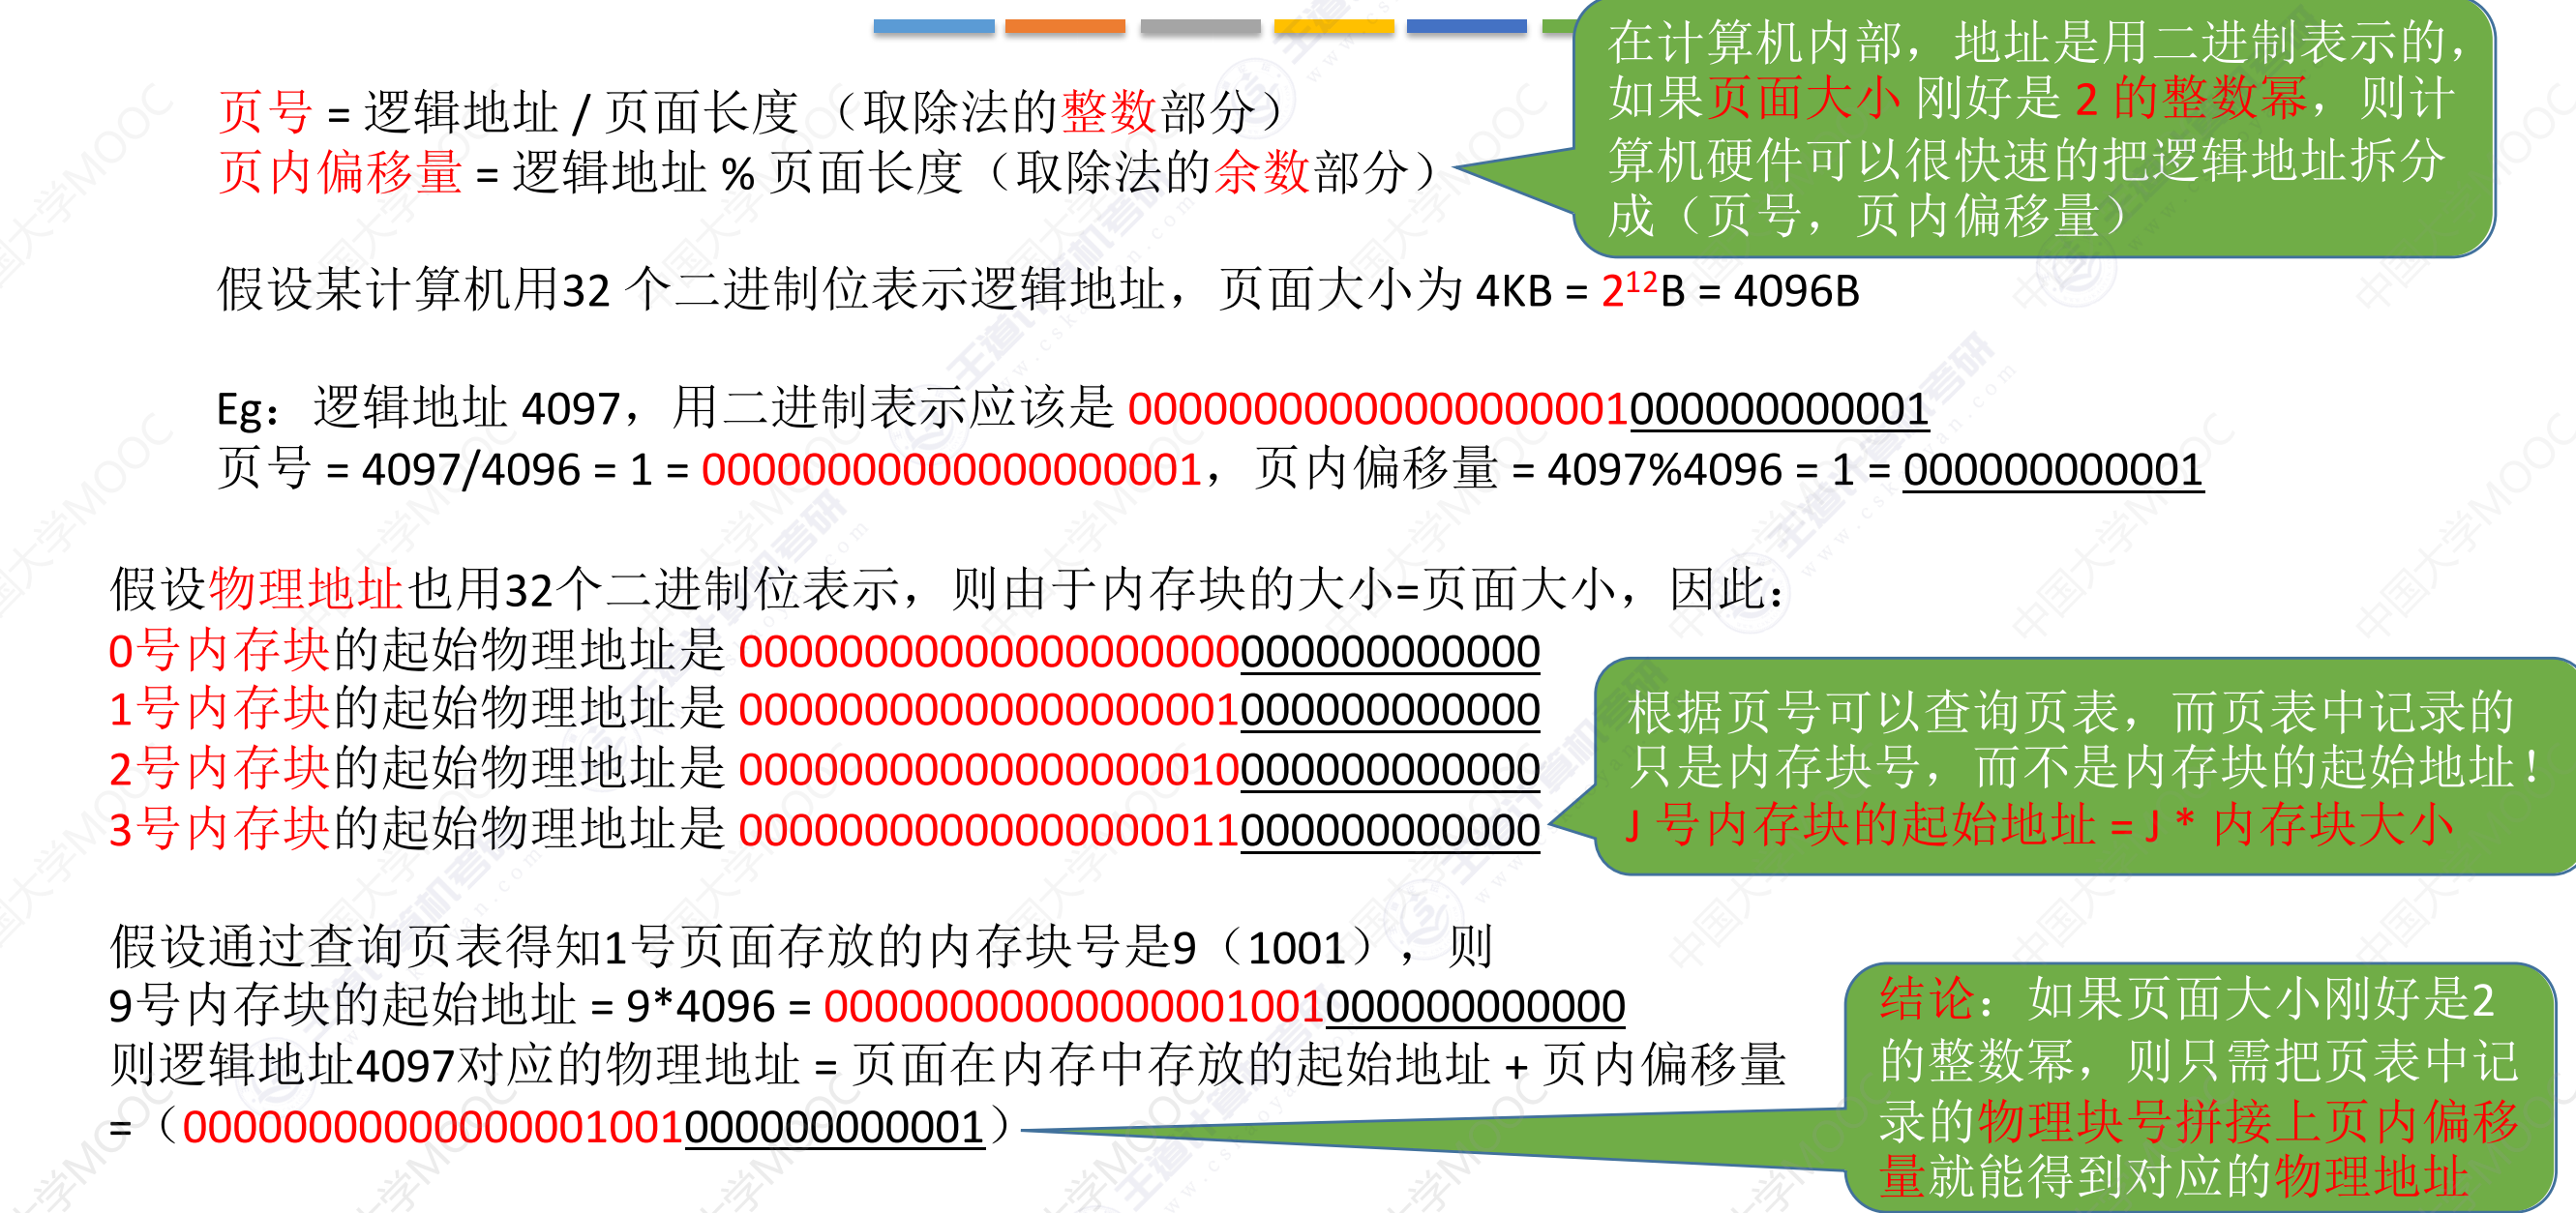 页号 = 逻辑地址 / 页面长度 （取除法的整数部分）
页内偏移量 = 逻辑地址 % 页面长度（取除法的余数部分）
在计算机内部，地址是用二进制表示的，
如果页面大小 刚好是 2 的整数幂，则计
算机硬件可以很快速的把逻辑地址拆分
成（页号，页内偏移量）
假设某计算机用32 个二进制位表示逻辑地址，页面大小为 4KB = 2¹²B = 4096B
Eg：逻辑地址 4097，用二进制表示应该是 00000000000000000001000000000001
页号 = 4097/4096 = 1 = 00000000000000000001，页内偏移量 = 4097%4096 = 1 = 000000000001
假设物理地址也用32个二进制位表示，则由于内存块的大小=页面大小，因此：
0号内存块的起始物理地址是 00000000000000000000000000000000
1号内存块的起始物理地址是 00000000000000000001000000000000
2号内存块的起始物理地址是 00000000000000000010000000000000
3号内存块的起始物理地址是 00000000000000000011000000000000
根据页号可以查询页表，而页表中记录的
只是内存块号，而不是内存块的起始地址！
J 号内存块的起始地址 = J * 内存块大小
假设通过查询页表得知1号页面存放的内存块号是9（1001），则
9号内存块的起始地址 = 9*4096 = 00000000000000001001000000000000
则逻辑地址4097对应的物理地址 = 页面在内存中存放的起始地址 + 页内偏移量
=（00000000000000001001000000000001）
结论：如果页面大小刚好是2
的整数幂，则只需把页表中记
录的物理块号拼接上页内偏移
量就能得到对应的物理地址